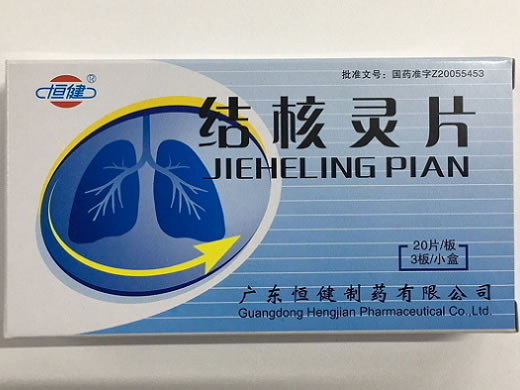 恒健®
批准文号：国药准字Z20055453
结核灵片
JIEHELING PIAN
20片/板
3板/小盒
广东恒健制药有限公司
Guangdong Hengjian Pharmaceutical Co.,Ltd.